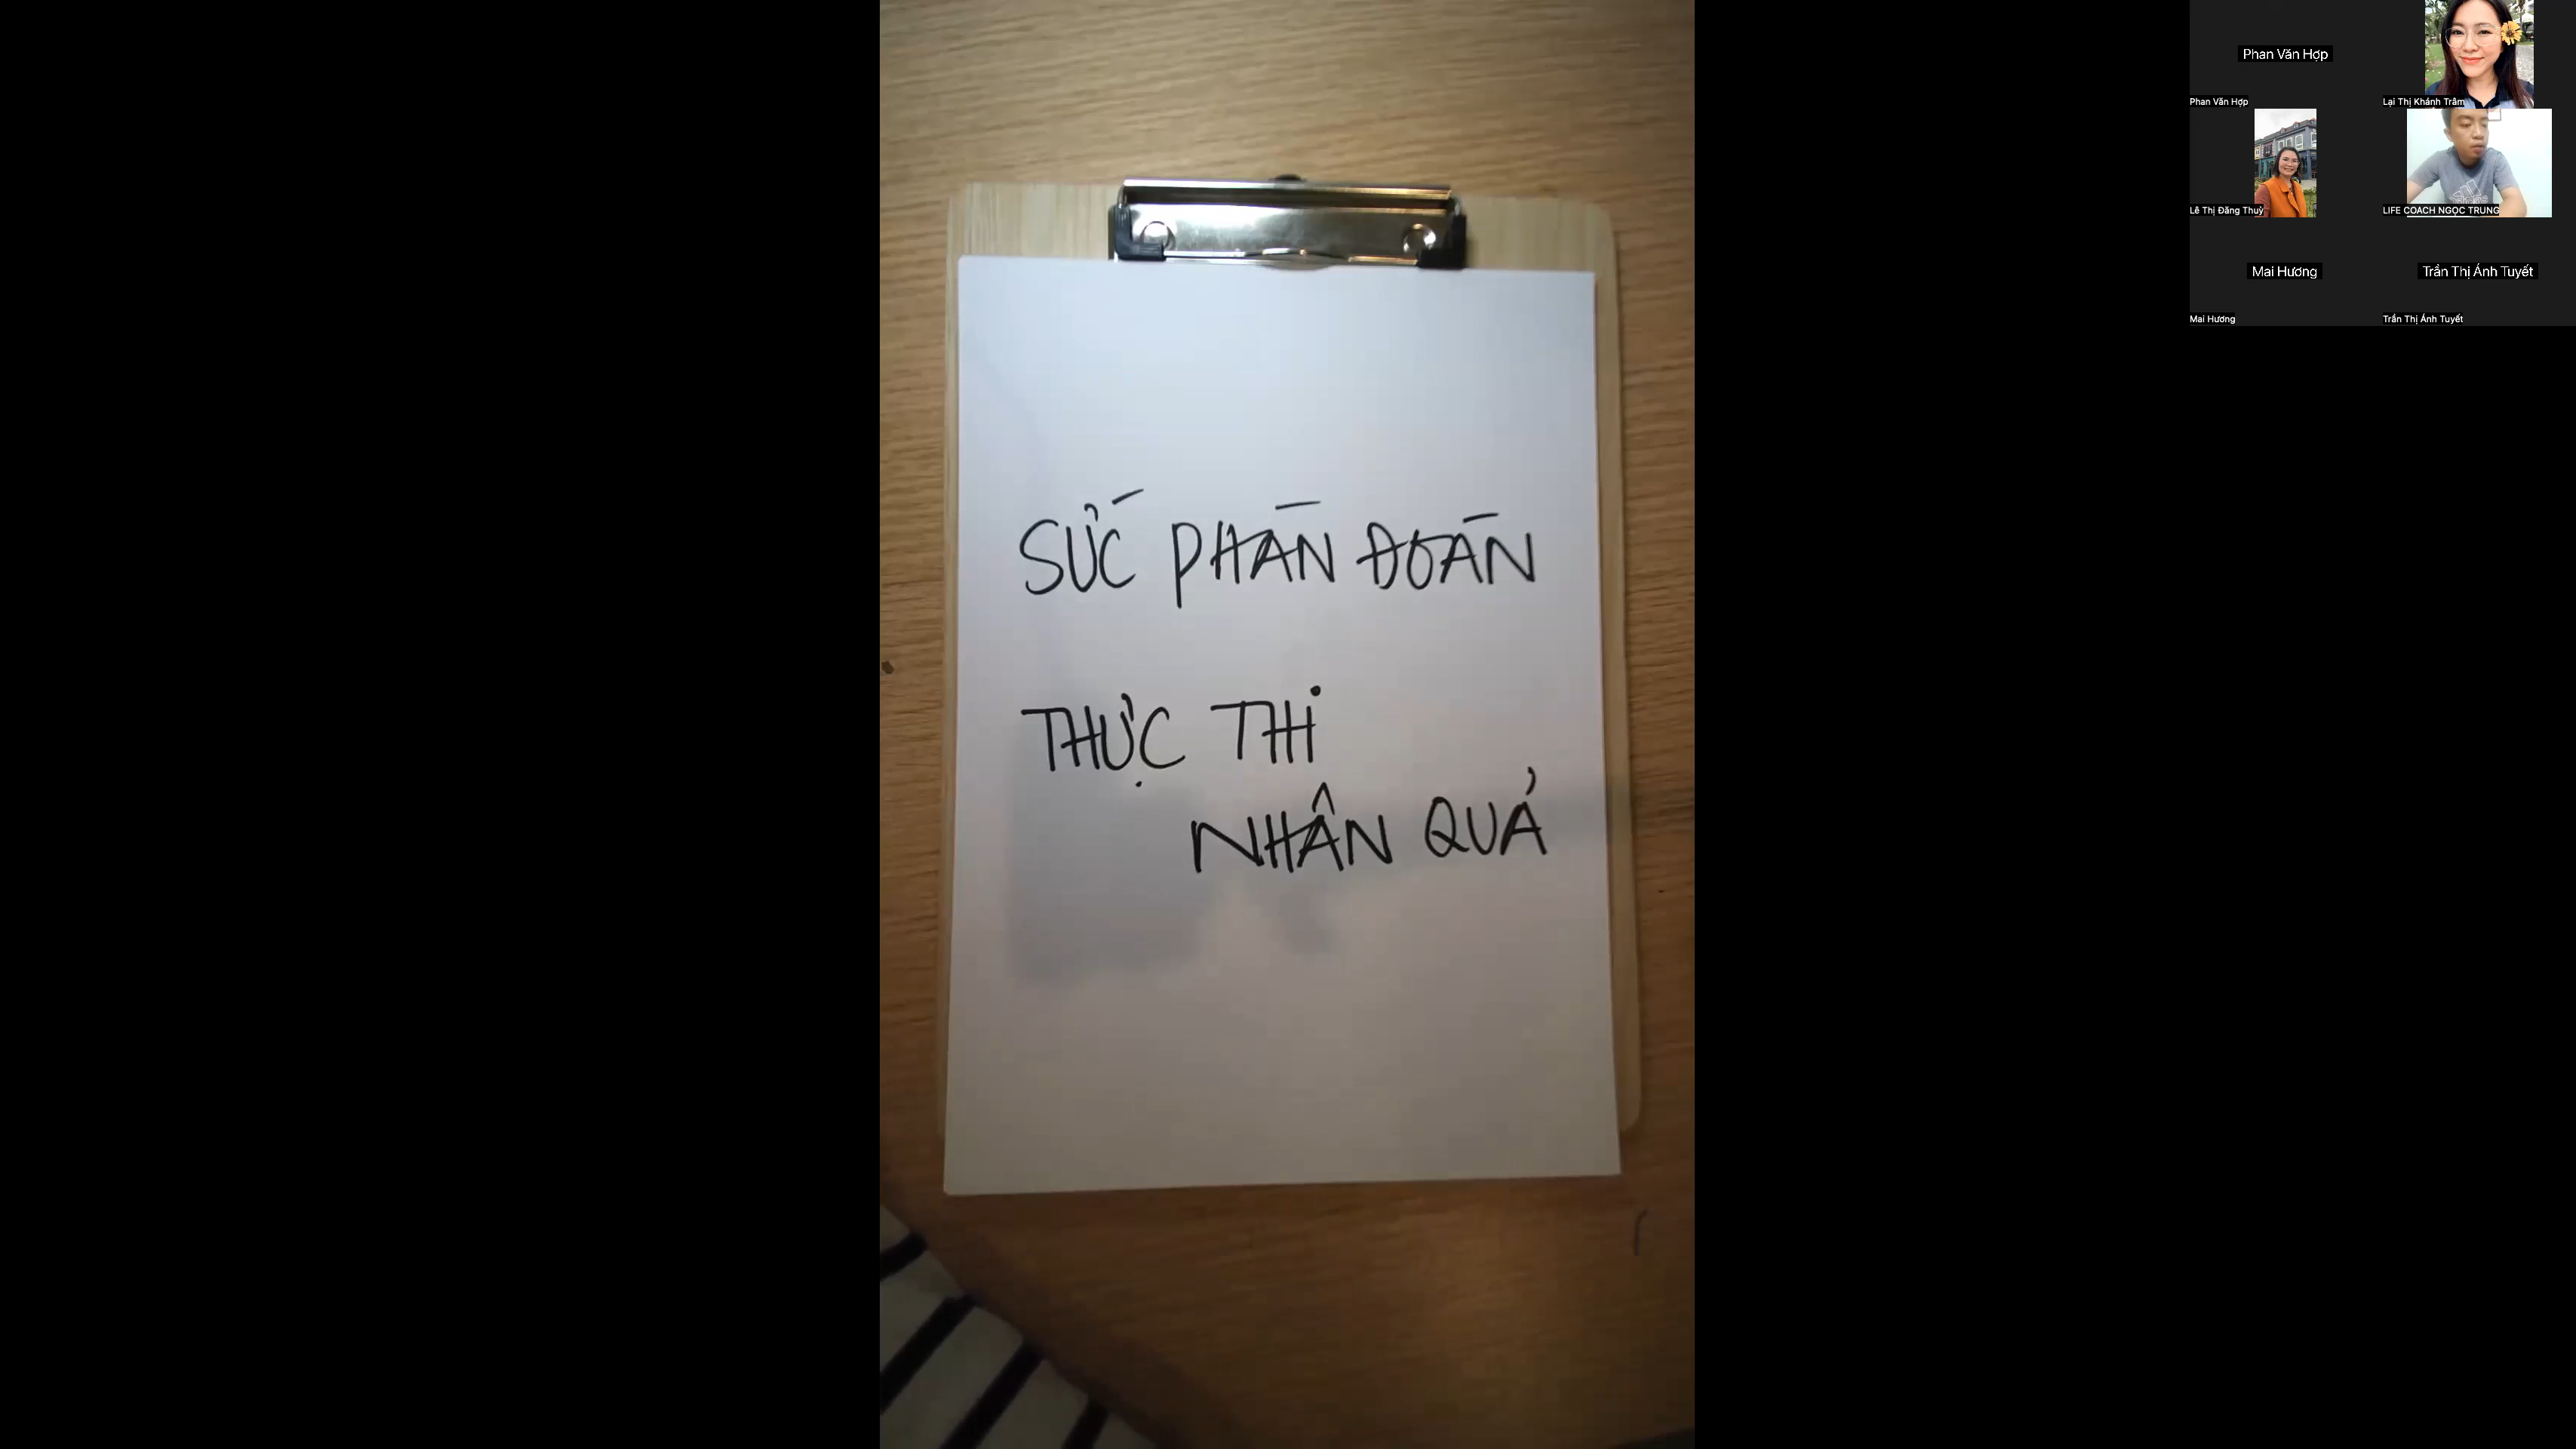 SỨC PHÁN ĐOÁN
THỰC THI
NHÂN QUẢ
Phan Văn Hợp
Phan Văn Hợp
Lại Thị Khánh Trâm
Lê Thị Đăng Thuỳ
LIFE COACH NGỌC TRUNG
Mai Hương
Trần Thị Ánh Tuyết
Mai Hương
Trần Thị Ánh Tuyết